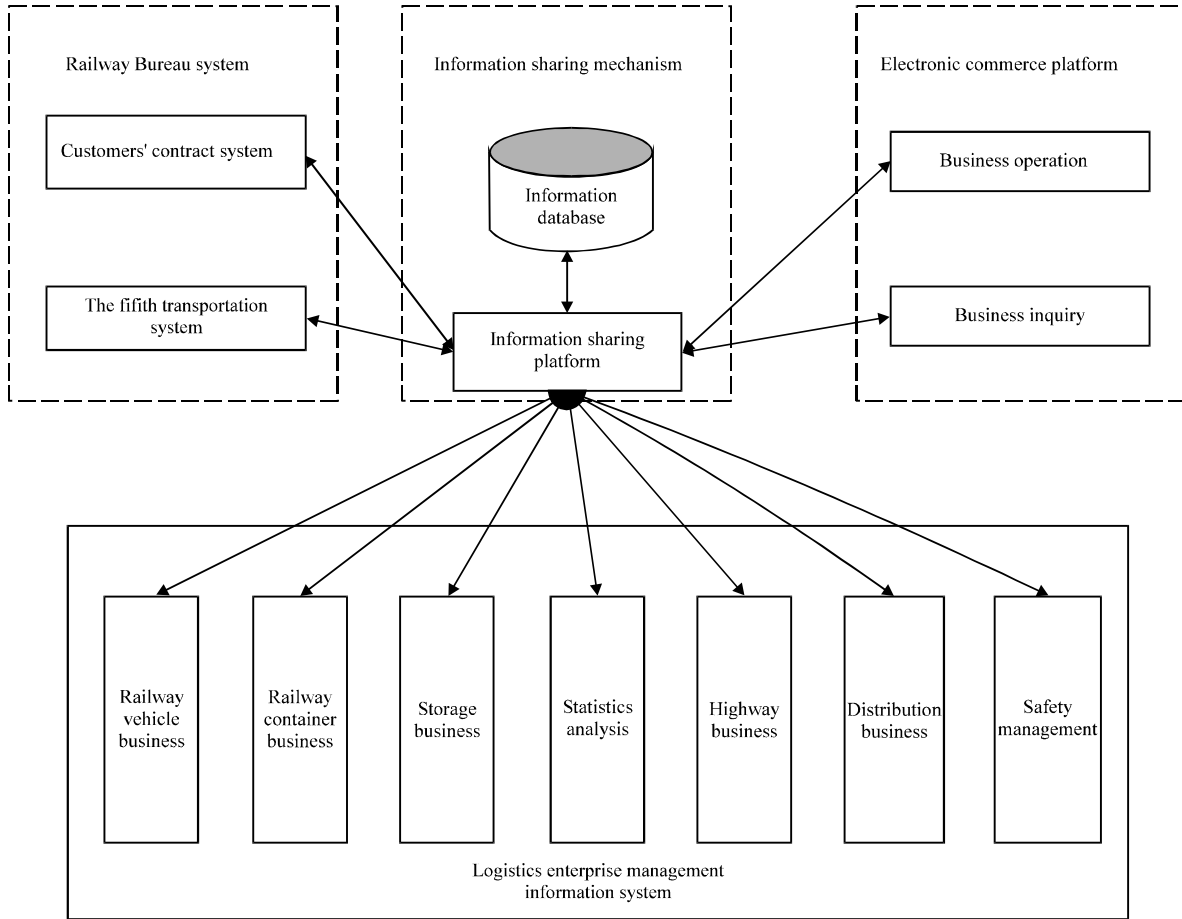 Railway Bureau system
Customers' contract system
The fifith transportation
system
Information sharing mechanism
Information
database
Information sharing
platform
Electronic commerce platform
Business operation
Business inquiry
Railway
vehicle
business
Railway
container
business
Storage
business
Statistics
analysis
Highway
business
Distribution
business
Safety
management
Logistics enterprise management
information system